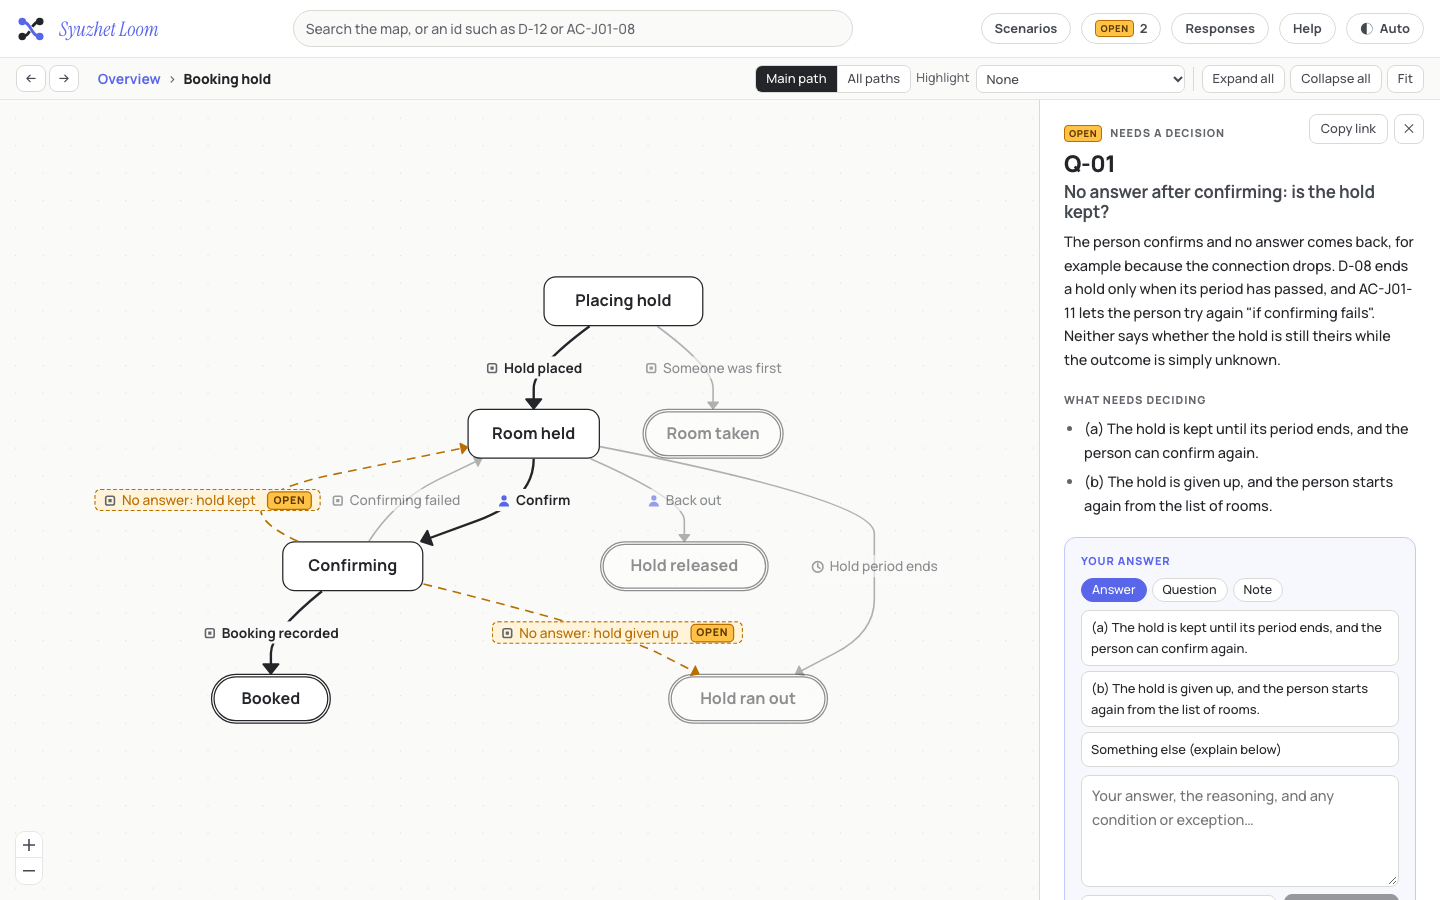 Syuzhet Loom
Search the map, or an id such as D-12 or AC-J01-08
Scenarios
OPEN 2
Responses
Help
Auto
Overview › Booking hold
Main path
All paths
Highlight
None
Expand all
Collapse all
Fit
Placing hold
Hold placed
Someone was first
Room held
Room taken
No answer: hold kept OPEN
Confirming failed
Confirm
Back out
Confirming
Hold released
Hold period ends
Booking recorded
No answer: hold given up OPEN
Booked
Hold ran out
OPEN NEEDS A DECISION
Copy link
Q-01
No answer after confirming: is the hold
kept?
The person confirms and no answer comes back, for
example because the connection drops. D-08 ends
a hold only when its period has passed, and AC-J01-
11 lets the person try again "if confirming fails".
Neither says whether the hold is still theirs while
the outcome is simply unknown.
WHAT NEEDS DECIDING
(a) The hold is kept until its period ends, and the
person can confirm again.
(b) The hold is given up, and the person starts
again from the list of rooms.
YOUR ANSWER
Answer
Question
Note
(a) The hold is kept until its period ends, and the
person can confirm again.
(b) The hold is given up, and the person starts
again from the list of rooms.
Something else (explain below)
Your answer, the reasoning, and any
condition or exception…